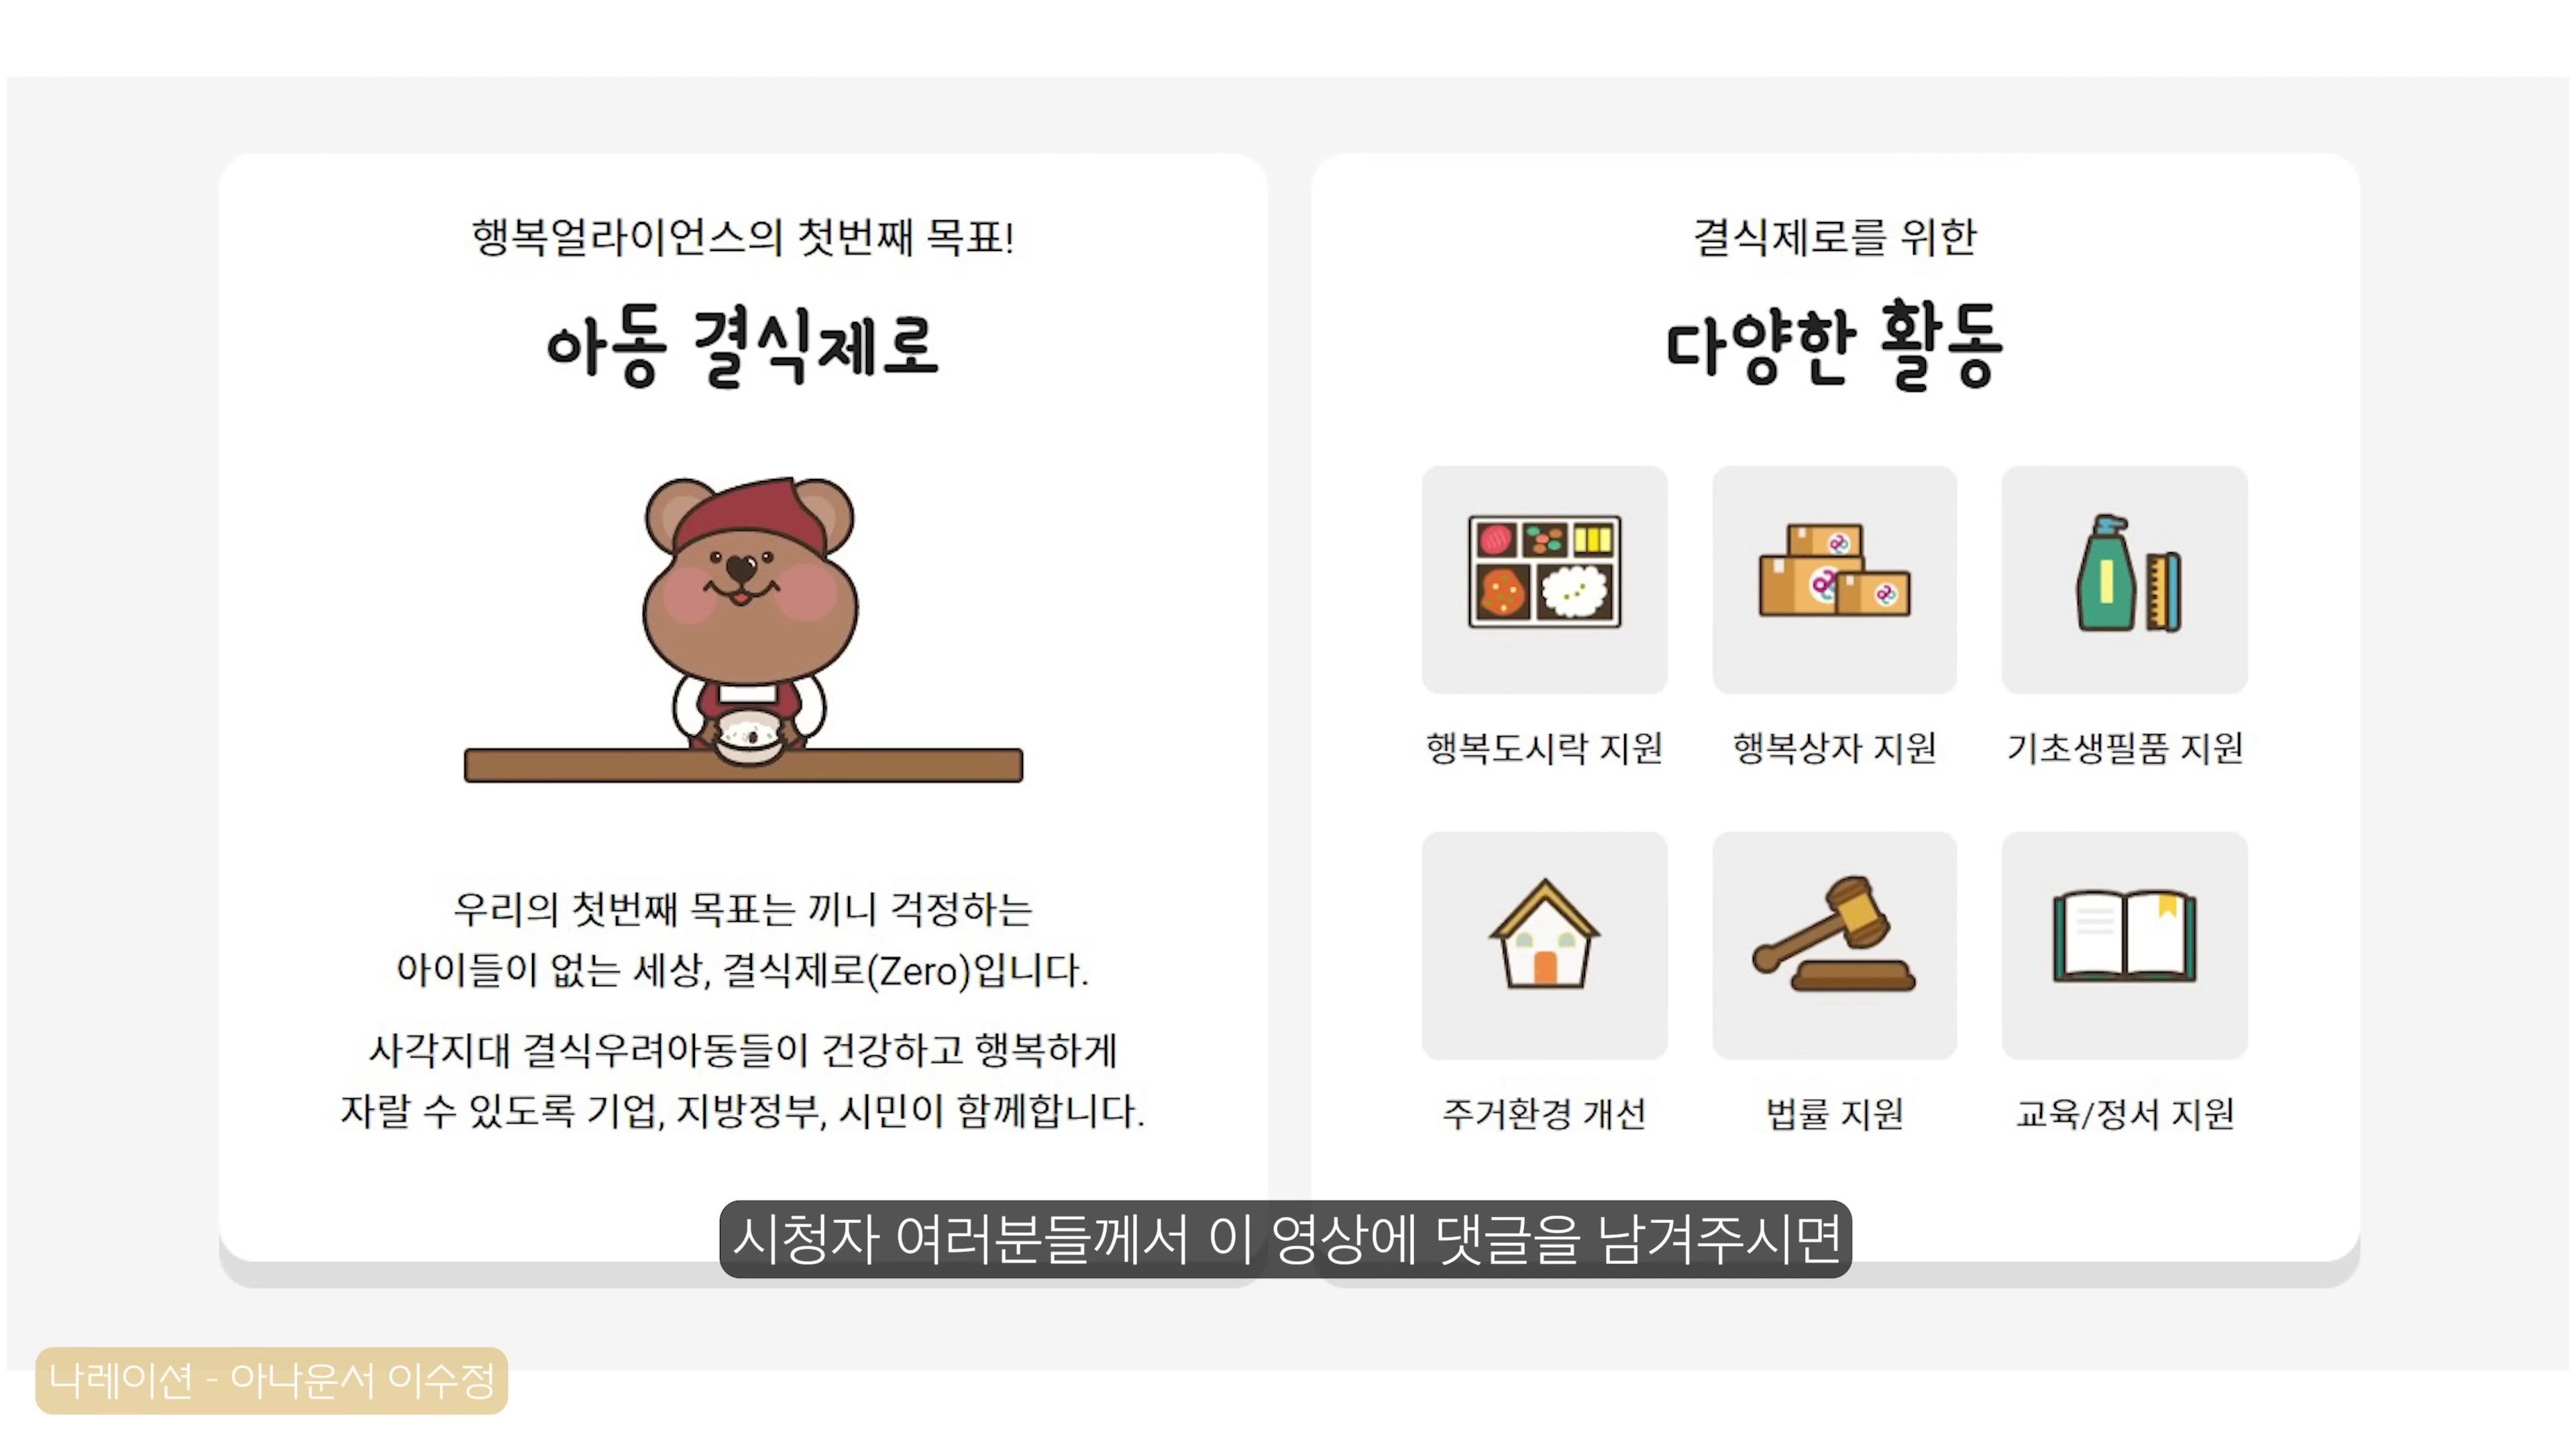 행복얼라이언스의 첫번째 목표!
아동 결식제로
우리의 첫번째 목표는 끼니 걱정하는
아이들이 없는 세상, 결식제로(Zero)입니다.
사각지대 결식우려아동들이 건강하고 행복하게
자랄 수 있도록 기업, 지방정부, 시민이 함께합니다.
결식제로를 위한
다양한 활동
행복도시락 지원
행복상자 지원
기초생필품 지원
주거환경 개선
법률 지원
교육/정서 지원
시청자 여러분들께서 이 영상에 댓글을 남겨주시면
나레이션 - 아나운서 이수정